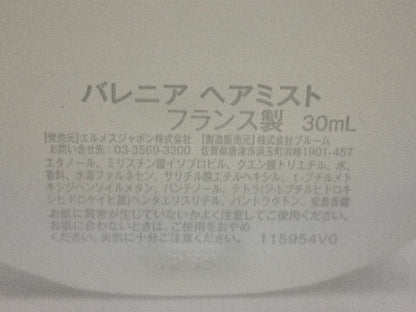 バレニア ヘアミスト
フランス製 30mL
[発売元]エルメスジャポン株式会社 [製造販売元]株式会社ブルーム
お問い合せ先：03-3569-3300 佐賀県唐津市浜玉町浜崎1901-457
エタノール、ミリスチン酸イソプロピル、クエン酸トリエチル、水、
香料、水添ファルネセン、サリチル酸エチルヘキシル、t-ブチルメト
キシジベンゾイルメタン、パンテノール、テトラ(ジ-t-ブチルヒドロキ
シヒドロケイヒ酸)ペンタエリスリチル、パントラクトン、変性香酸
お肌に異常が生じていないかよく注意してご使用ください。
お肌に合わないときは、ご使用をおやめ
ください。火気に十分ご注意ください。 115954V0